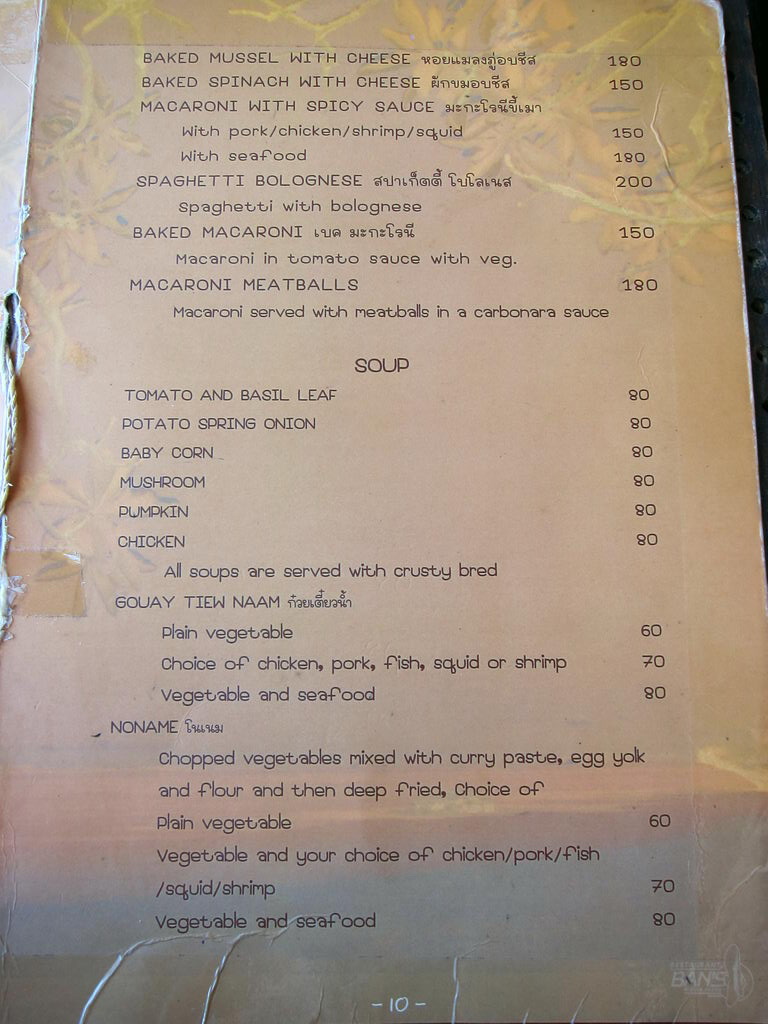 BAKED MUSSEL WITH CHEESE หอยแมลงภู่อบชีส 180
BAKED SPINACH WITH CHEESE ผักขมอบชีส 150
MACARONI WITH SPICY SAUCE มะกะโรนีขี้เมา
With pork/chicken/shrimp/squid 150
With seafood 180
SPAGHETTI BOLOGNESE สปาเก็ตตี้ โบโลเนส 200
Spaghetti with bolognese
BAKED MACARONI เบค มะกะโรนี 150
Macaroni in tomato sauce with veg.
MACARONI MEATBALLS 180
Macaroni served with meatballs in a carbonara sauce
SOUP
TOMATO AND BASIL LEAF 80
POTATO SPRING ONION 80
BABY CORN 80
MUSHROOM 80
PUMPKIN 80
CHICKEN 80
All soups are served with crusty bred
GOUAY TIEW NAAM ก๋วยเตี๋ยวน้ำ
Plain vegetable 60
Choice of chicken, pork, fish, squid or shrimp 70
Vegetable and seafood 80
NONAME โนเนม
Chopped vegetables mixed with curry paste, egg yolk
and flour and then deep fried, Choice of
Plain vegetable 60
Vegetable and your choice of chicken/pork/fish
/squid/shrimp 70
Vegetable and seafood 80
RESTAURANT
BAN'S
- 10 -